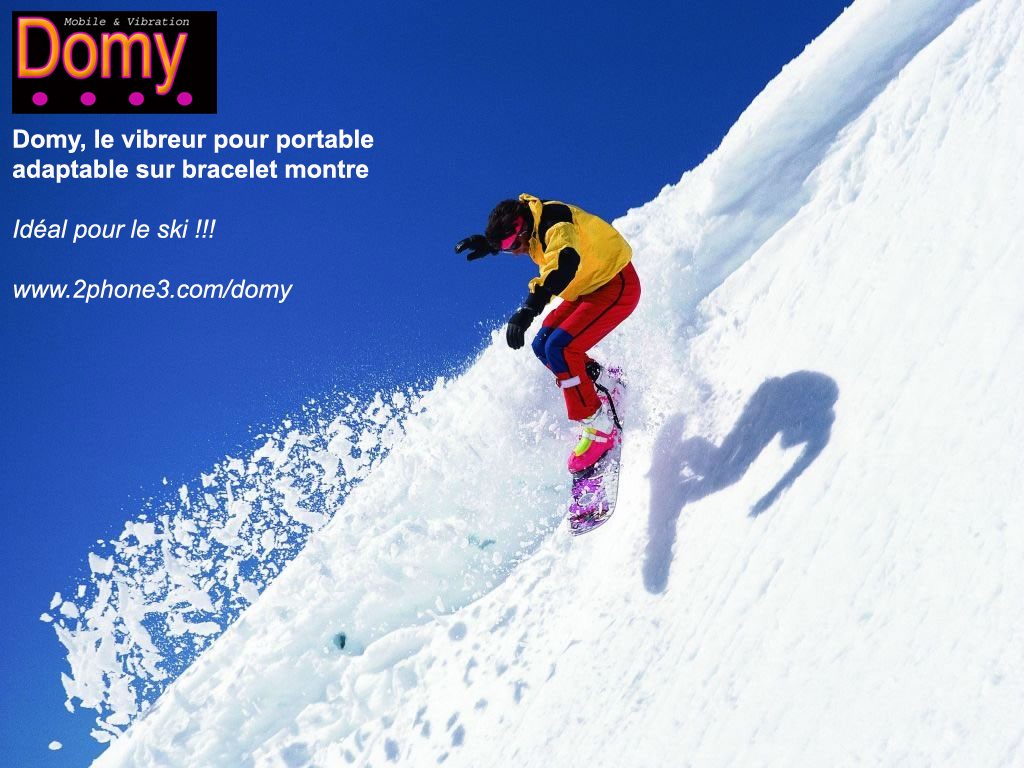 Mobile & Vibration
Domy
Domy, le vibreur pour portable
adaptable sur bracelet montre
Idéal pour le ski !!!
www.2phone3.com/domy